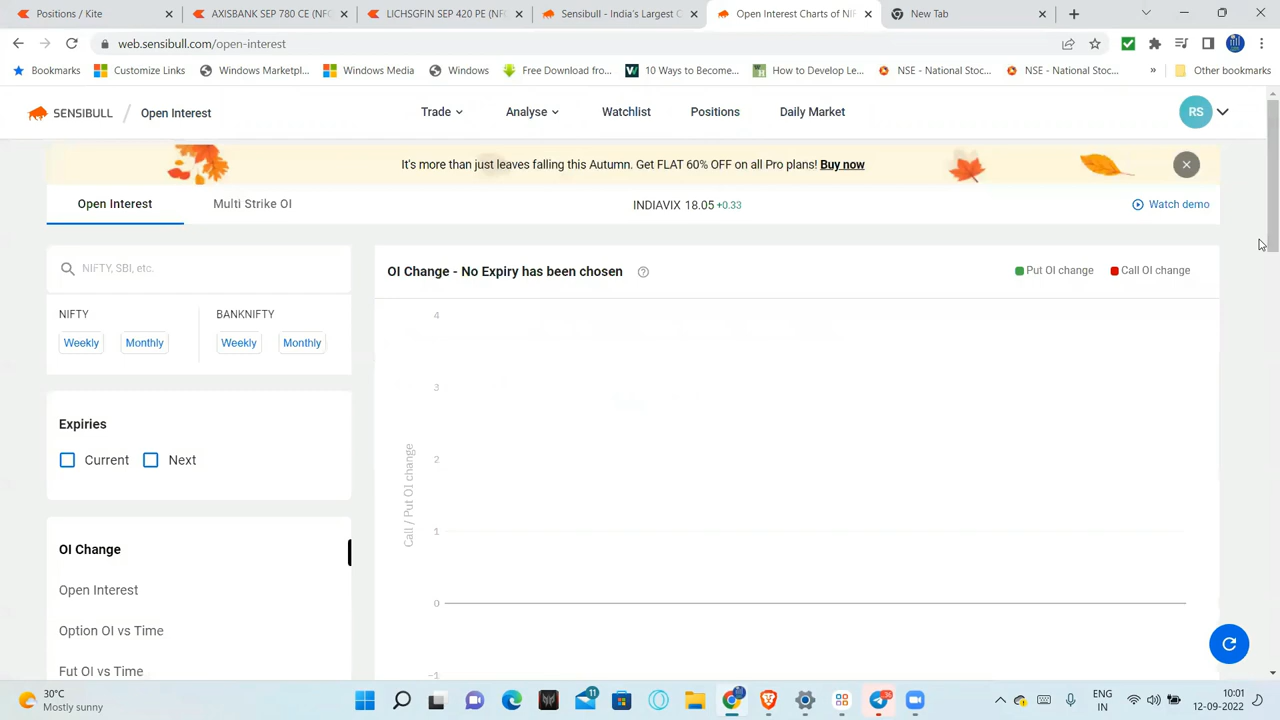 Positions / Kite
AXISBANK SEP 780 CE (NFO
LICHSGFIN SEP 420 PE (NFO
Sensibull - India's Largest O
Open Interest Charts of NIF
New Tab
web.sensibull.com/open-interest
Bookmarks
Customize Links
Windows Marketpl...
Windows Media
Windows
Free Download fro...
10 Ways to Become...
How to Develop Le...
NSE - National Stoc...
NSE - National Stoc...
»
Other bookmarks
SENSIBULL / Open Interest
Trade
Analyse
Watchlist
Positions
Daily Market
RS
It's more than just leaves falling this Autumn. Get FLAT 60% OFF on all Pro plans! Buy now
Open Interest
Multi Strike OI
INDIAVIX 18.05 +0.33
Watch demo
NIFTY, SBI, etc.
NIFTY
BANKNIFTY
Weekly
Monthly
Weekly
Monthly
Expiries
Current
Next
OI Change
Open Interest
Option OI vs Time
Fut OI vs Time
OI Change - No Expiry has been chosen
Put OI change
Call OI change
Call / Put OI change
4
3
2
1
0
−1
30°C
Mostly sunny
11
36
ENG
IN
10:01
12-09-2022